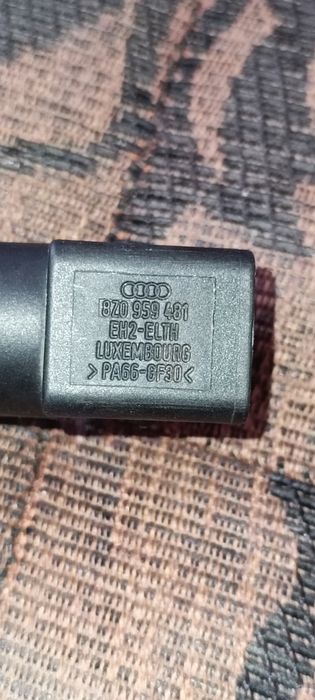 8Z0 959 481
EH2-ELTH
LUXEMBOURG
>PA66-GF30<